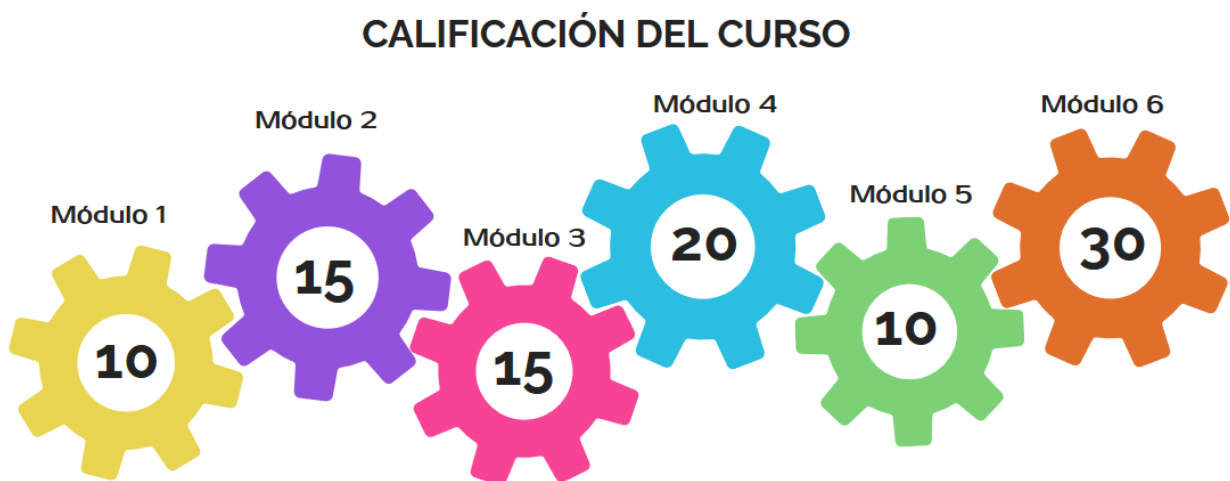 CALIFICACIÓN DEL CURSO
Módulo 1
10
Módulo 2
15
Módulo 3
15
Módulo 4
20
Módulo 5
10
Módulo 6
30